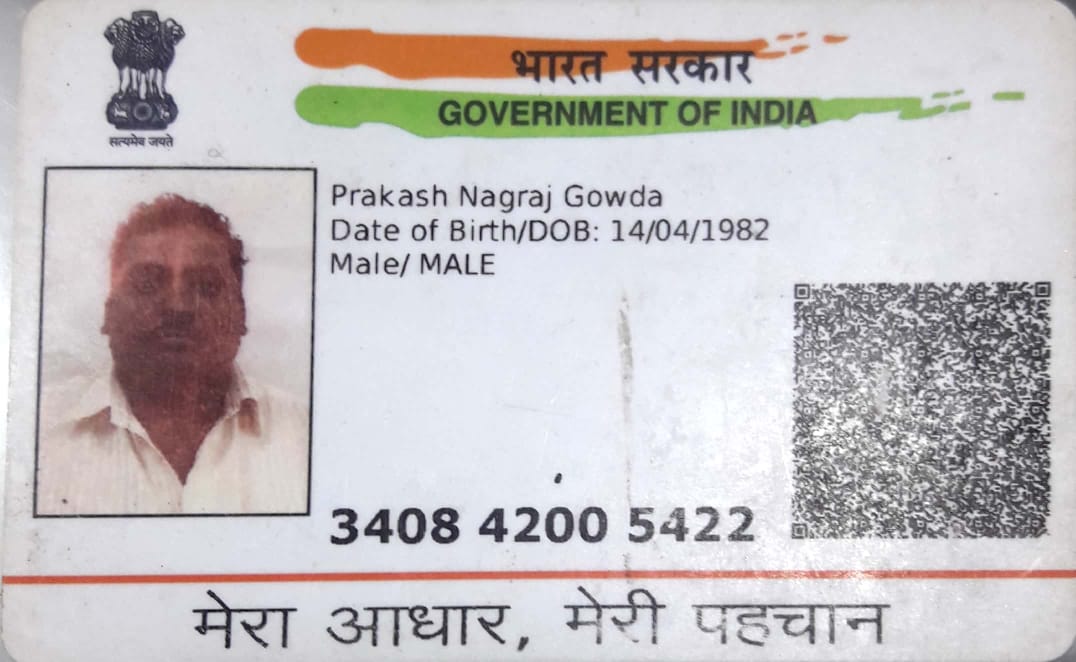 भारत सरकार
GOVERNMENT OF INDIA
सत्यमेव जयते
Prakash Nagraj Gowda
Date of Birth/DOB: 14/04/1982
Male/ MALE
3408 4200 5422
मेरा आधार, मेरी पहचान